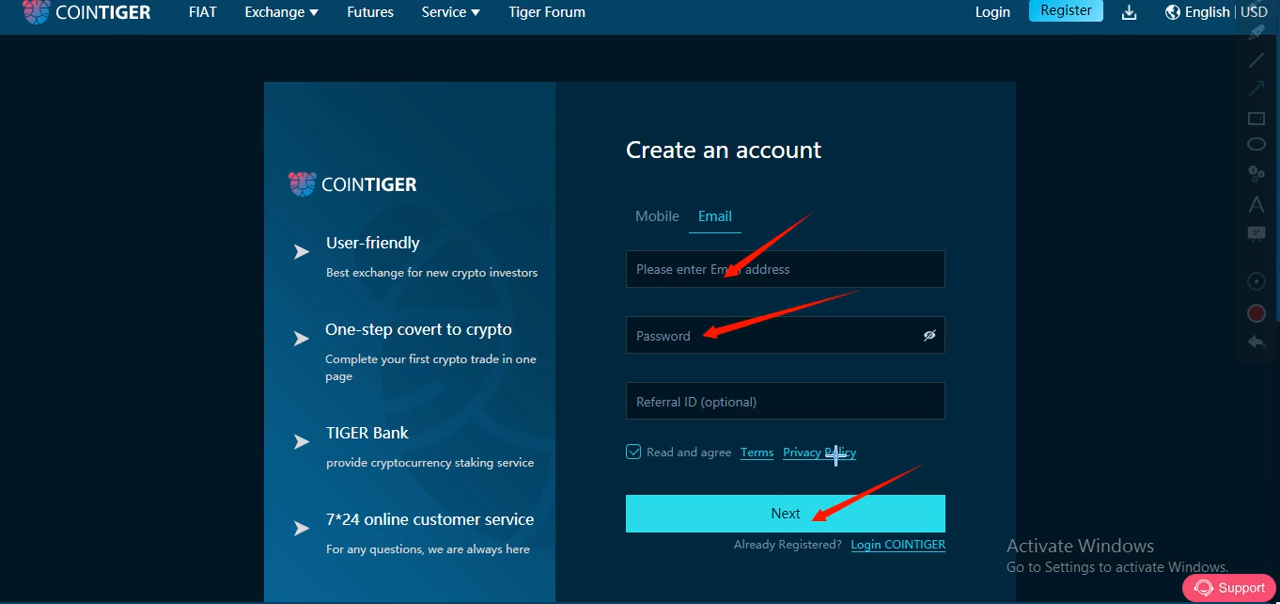 COINTIGER FIAT Exchange Futures Service Tiger Forum Login Register English | USD
COINTIGER
User-friendly
Best exchange for new crypto investors
One-step covert to crypto
Complete your first crypto trade in one
page
TIGER Bank
provide cryptocurrency staking service
7*24 online customer service
For any questions, we are always here
Create an account
Mobile Email
Please enter Email address
Password
Referral ID (optional)
Read and agree Terms Privacy Policy
Next
Already Registered? Login COINTIGER
Activate Windows
Go to Settings to activate Windows.
Support